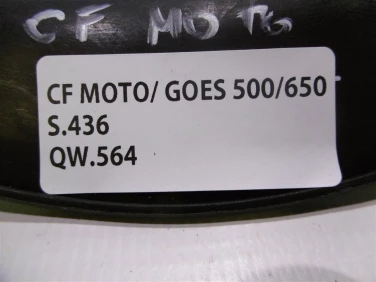 CF MOTO
CF MOTO/ GOES 500/650
S.436
QW.564